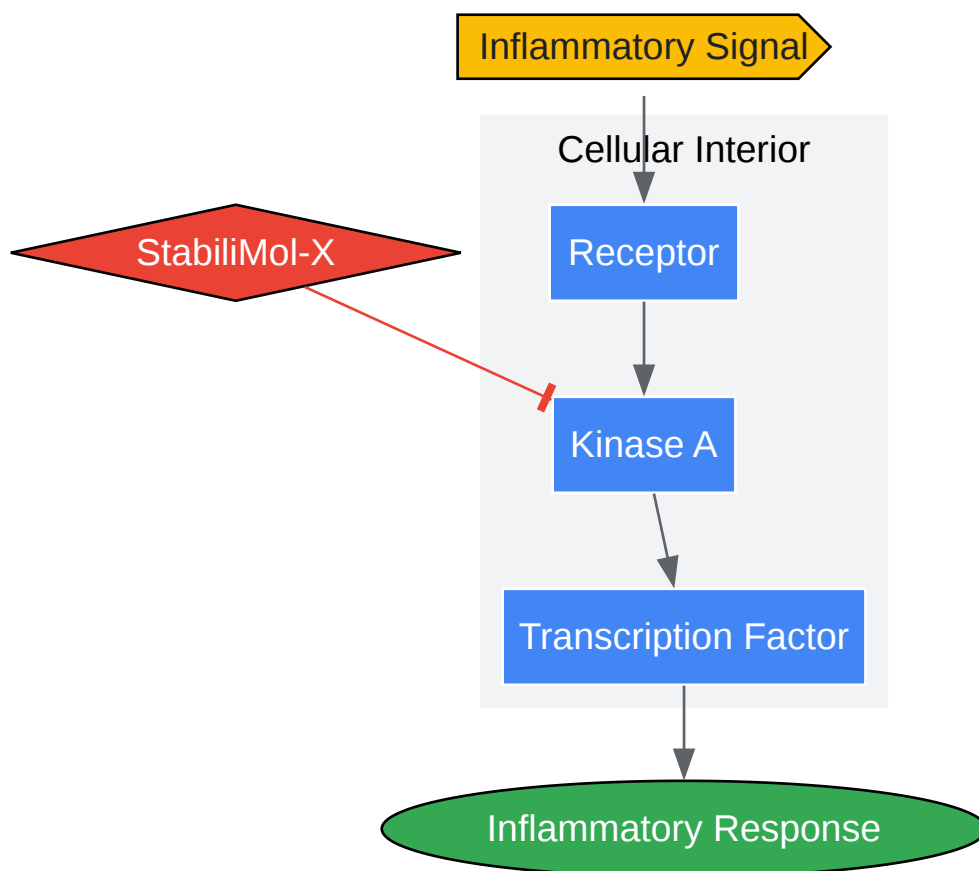 Inflammatory Signal
Cellular Interior
StabiliMol-X
Receptor
Kinase A
Transcription Factor
Inflammatory Response